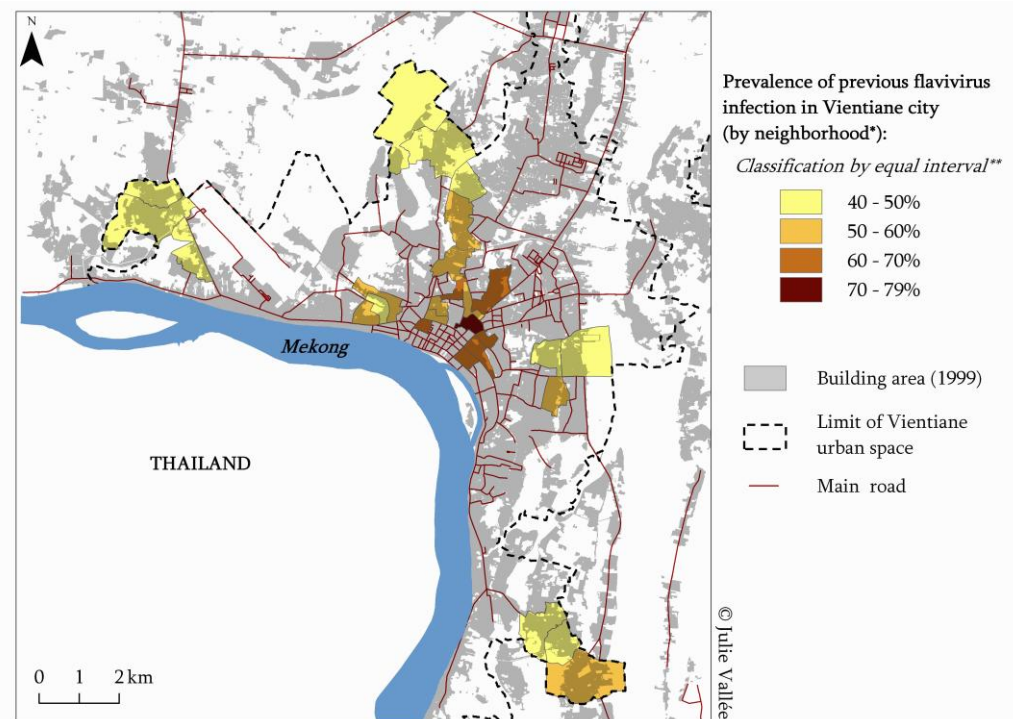 N
Prevalence of previous flavivirus
infection in Vientiane city
(by neighborhood*):
Classification by equal interval**
40 - 50%
50 - 60%
60 - 70%
70 - 79%
Building area (1999)
Limit of Vientiane
urban space
Main road
Mekong
THAILAND
0 1 2 km
© Julie Vallée